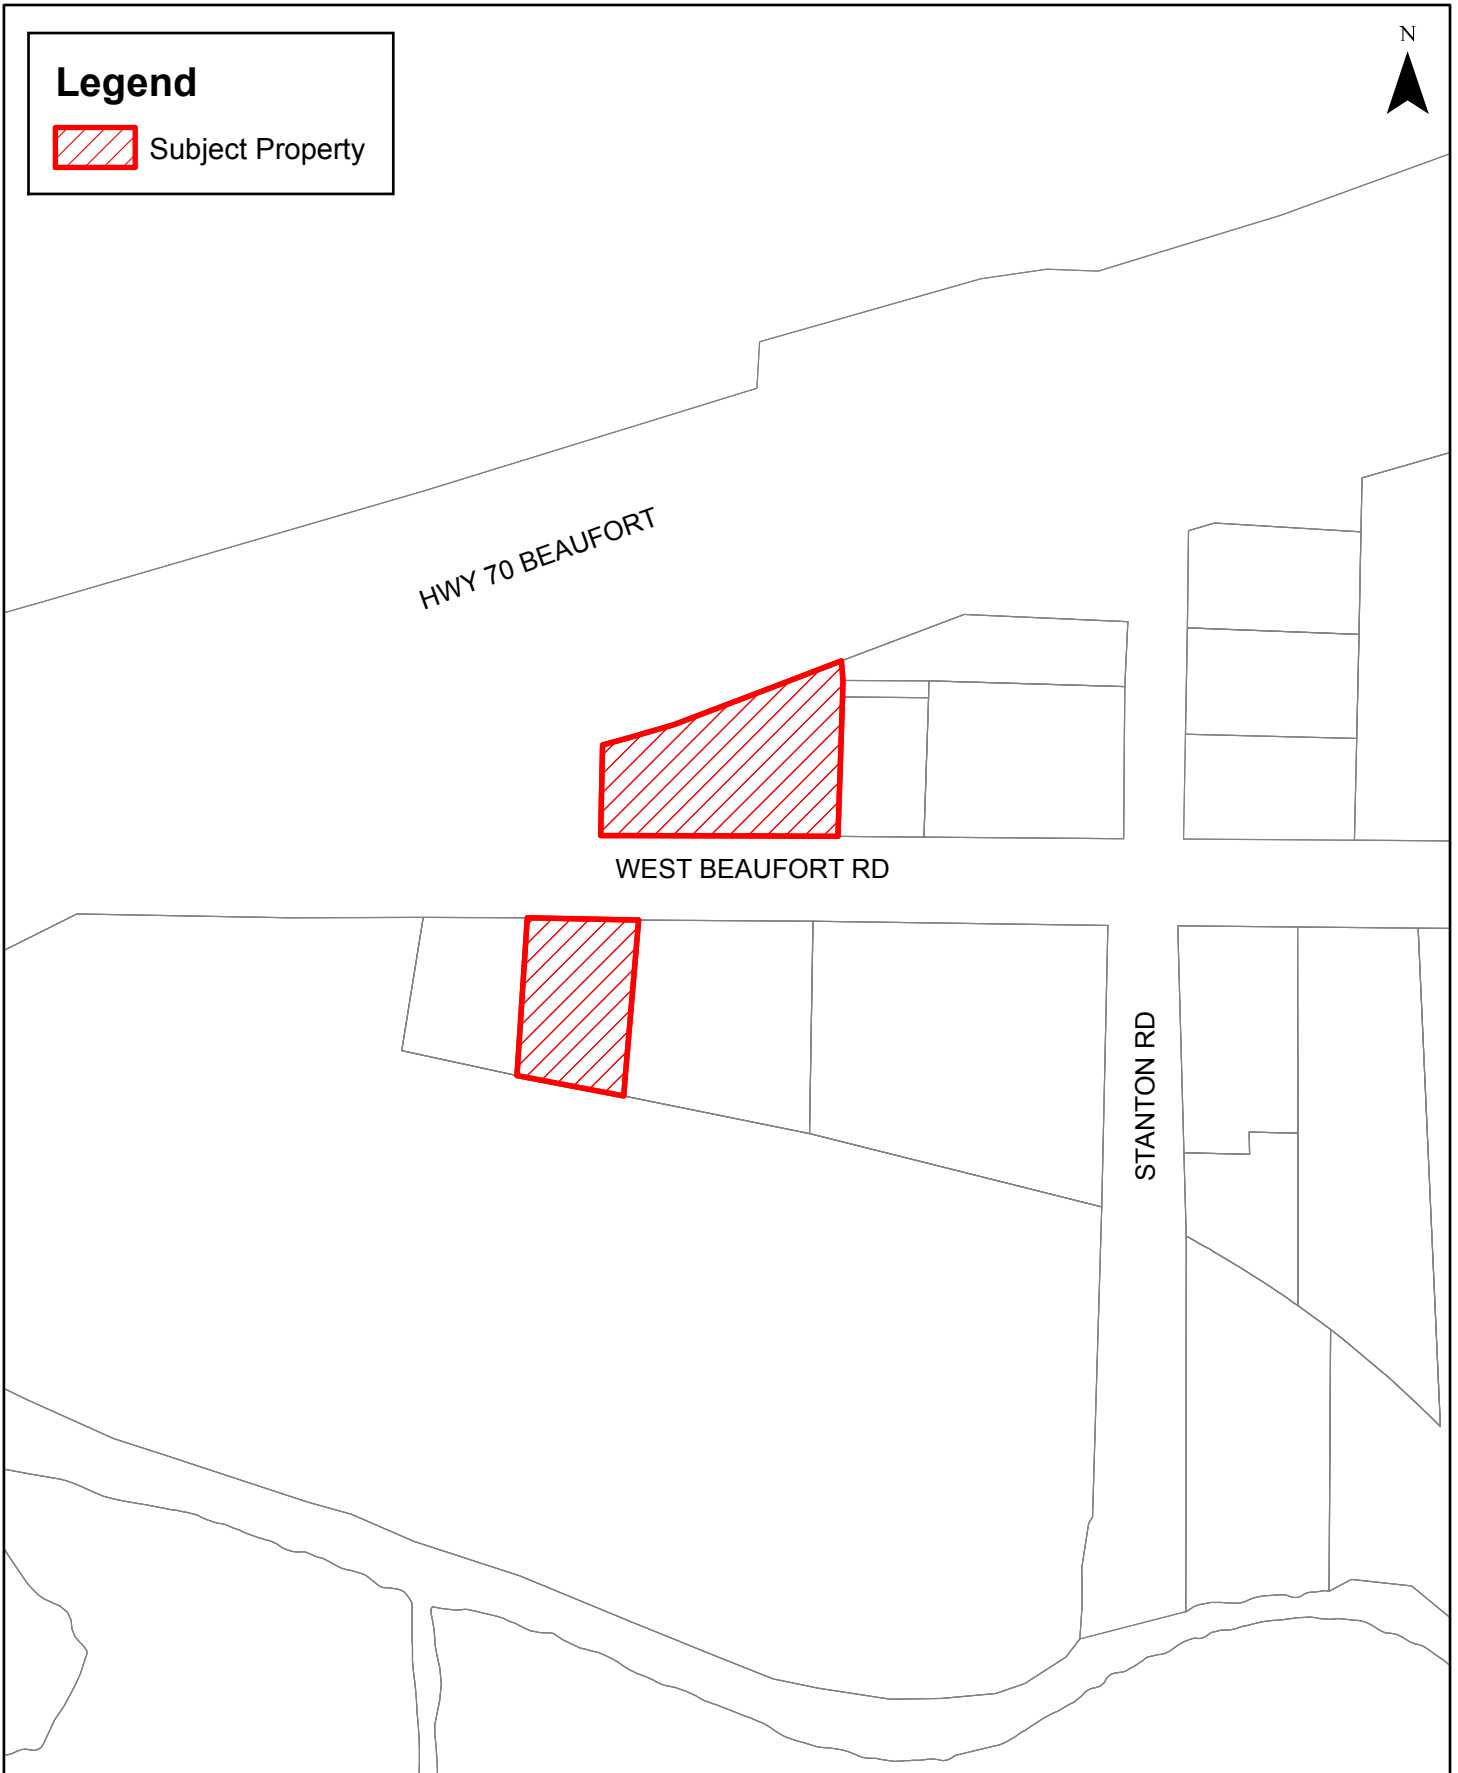 Legend
Subject Property
N
HWY 70 BEAUFORT
WEST BEAUFORT RD
STANTON RD